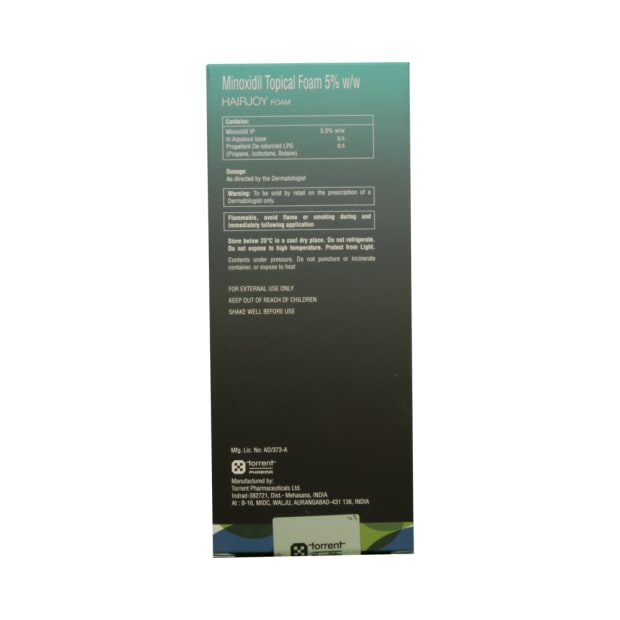 Minoxidil Topical Foam 5% w/w
HAIRJOY FOAM
Contains:
Minoxidil IP 5.0% w/w
In Aqueous base q.s.
Propellant De-odorized LPG q.s.
(Propane, Isobutane, Butane)
Dosage:
As directed by the Dermatologist
Warning: To be sold by retail on the prescription of a
Dermatologist only.
Flammable, avoid flame or smoking during and
immediately following application
Store below 25°C in a cool dry place. Do not refrigerate.
Do not expose to high temperature. Protect from Light.
Contents under pressure. Do not puncture or incinerate
container, or expose to heat
FOR EXTERNAL USE ONLY
KEEP OUT OF REACH OF CHILDREN
SHAKE WELL BEFORE USE
Mfg. Lic. No: AD/373-A
torrent
PHARMA
Manufactured by:
Torrent Pharmaceuticals Ltd.
Indrad-382721, Dist.- Mehasana, INDIA
At : B-16, MIDC, WALJU, AURANGABAD-431 136, INDIA
torrent